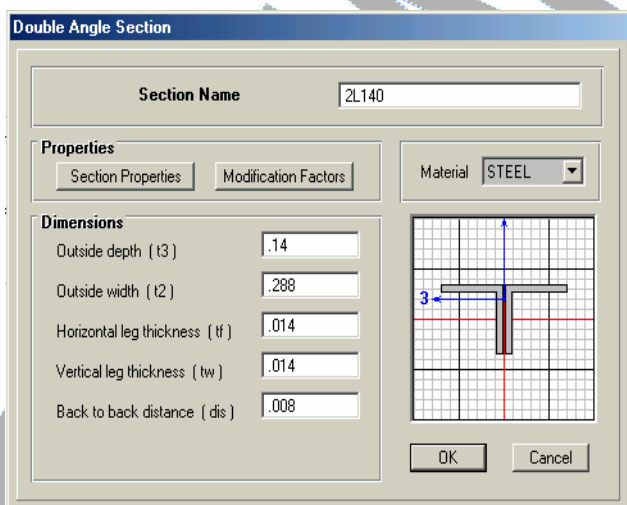 Double Angle Section
Section Name 2L140
Properties
Section Properties Modification Factors
Material STEEL
Dimensions
Outside depth ( t3 ) .14
Outside width ( t2 ) .288
Horizontal leg thickness ( tf ) .014
Vertical leg thickness ( tw ) .014
Back to back distance ( dis ) .008
3
OK Cancel